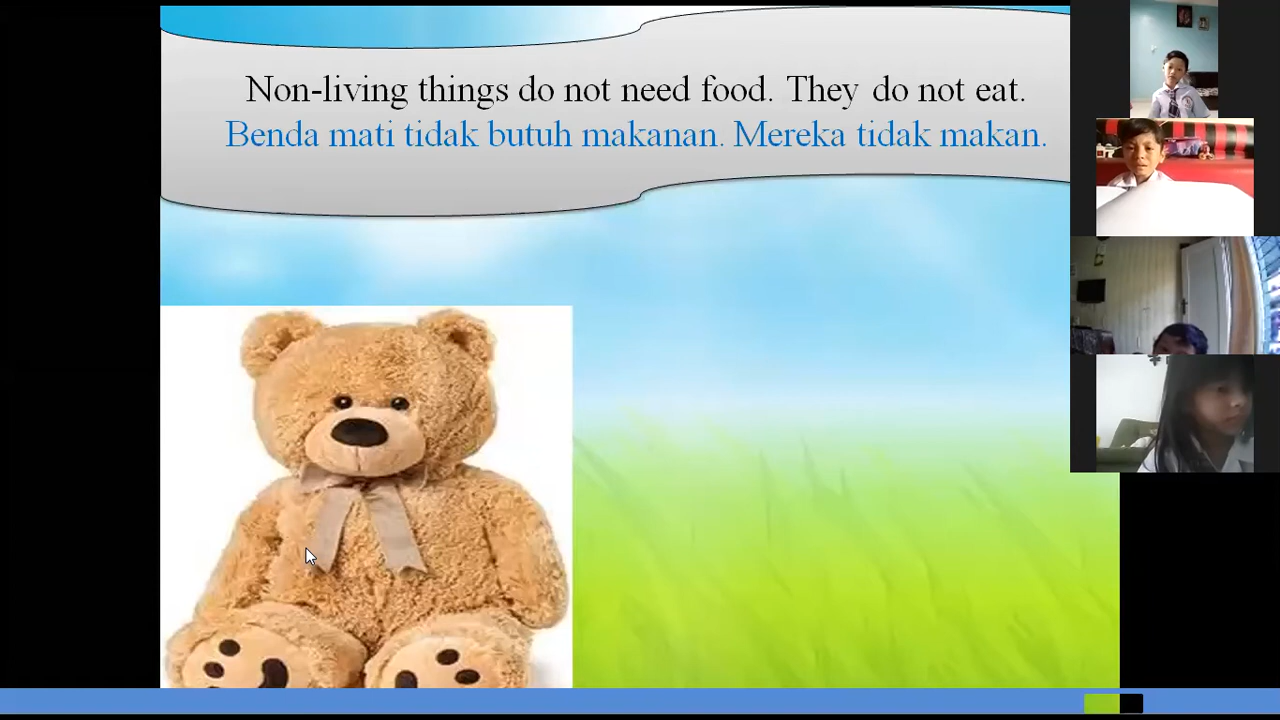 Non-living things do not need food. They do not eat.
Benda mati tidak butuh makanan. Mereka tidak makan.